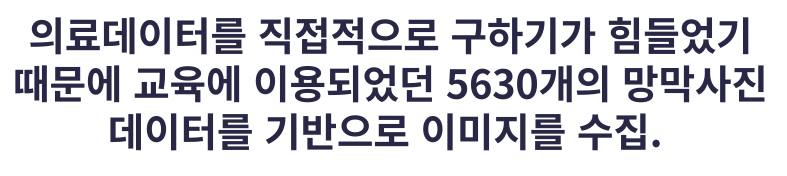 의료데이터를 직접적으로 구하기가 힘들었기
때문에 교육에 이용되었던 5630개의 망막사진
데이터를 기반으로 이미지를 수집.